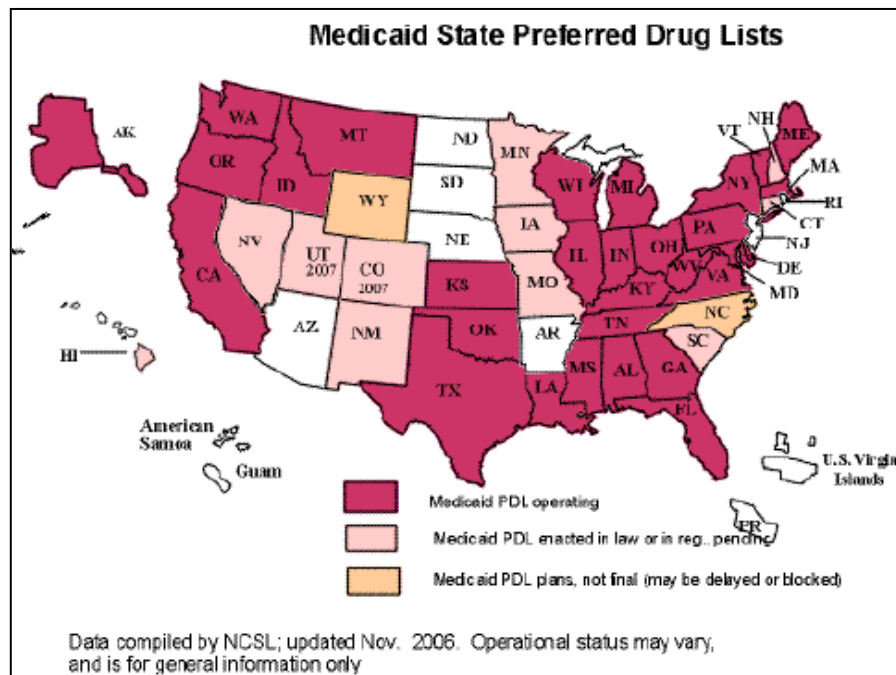 Medicaid State Preferred Drug Lists
AK
WA
MT
ND
MN
VT
NH
ME
OR
ID
SD
WI
MI
NY
MA
WY
RI
CT
NV
UT
2007
CO
2007
NE
IA
IL
IN
OH
PA
NJ
DE
MD
CA
KS
MO
KY
WV
VA
AZ
NM
OK
AR
TN
NC
SC
HI
TX
LA
MS
AL
GA
FL
American
Samoa
Guam
U.S. Virgin
Islands
PR
Medicaid PDL operating
Medicaid PDL enacted in law or in reg., pending
Medicaid PDL plans, not final (may be delayed or blocked)
Data compiled by NCSL; updated Nov. 2006. Operational status may vary,
and is for general information only